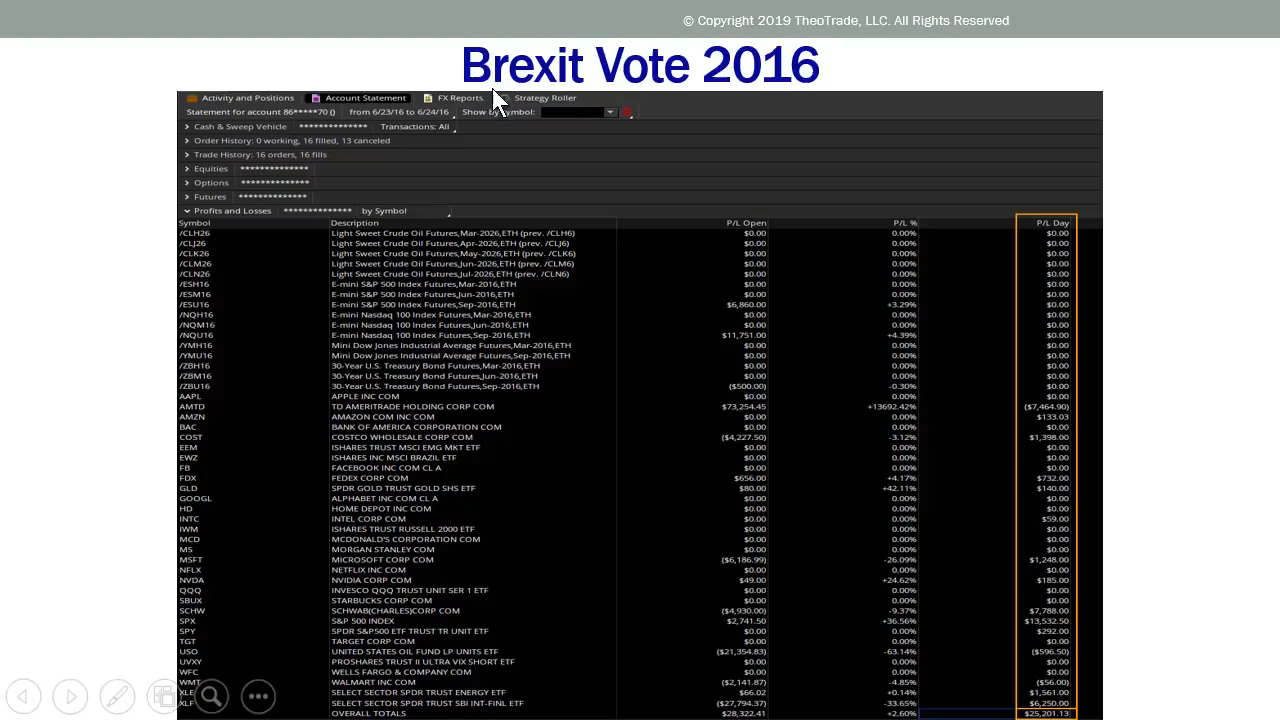 © Copyright 2019 TheoTrade, LLC. All Rights Reserved
Brexit Vote 2016
Activity and Positions Account Statement FX Reports Strategy Roller
Statement for account 86*****70 () from 6/23/16 to 6/24/16 Show by symbol:
Cash & Sweep Vehicle ************** Transactions: All
Order History: 0 working, 16 filled, 13 canceled
Trade History: 16 orders, 16 fills
Equities **************
Options **************
Futures **************
Profits and Losses ************** by Symbol
Symbol Description P/L Open P/L % P/L Day
/CLH26 Light Sweet Crude Oil Futures,Mar-2026,ETH (prev. /CLH6) $0.00 0.00% $0.00
/CLJ26 Light Sweet Crude Oil Futures,Apr-2026,ETH (prev. /CLJ6) $0.00 0.00% $0.00
/CLK26 Light Sweet Crude Oil Futures,May-2026,ETH (prev. /CLK6) $0.00 0.00% $0.00
/CLM26 Light Sweet Crude Oil Futures,Jun-2026,ETH (prev. /CLM6) $0.00 0.00% $0.00
/CLN26 Light Sweet Crude Oil Futures,Jul-2026,ETH (prev. /CLN6) $0.00 0.00% $0.00
/ESH16 E-mini S&P 500 Index Futures,Mar-2016,ETH $0.00 0.00% $0.00
/ESM16 E-mini S&P 500 Index Futures,Jun-2016,ETH $0.00 0.00% $0.00
/ESU16 E-mini S&P 500 Index Futures,Sep-2016,ETH $6,860.00 +3.29% $0.00
/NQH16 E-mini Nasdaq 100 Index Futures,Mar-2016,ETH $0.00 0.00% $0.00
/NQM16 E-mini Nasdaq 100 Index Futures,Jun-2016,ETH $0.00 0.00% $0.00
/NQU16 E-mini Nasdaq 100 Index Futures,Sep-2016,ETH $11,751.00 +4.39% $0.00
/YMH16 Mini Dow Jones Industrial Average Futures,Mar-2016,ETH $0.00 0.00% $0.00
/YMU16 Mini Dow Jones Industrial Average Futures,Sep-2016,ETH $0.00 0.00% $0.00
/ZBH16 30-Year U.S. Treasury Bond Futures,Mar-2016,ETH $0.00 0.00% $0.00
/ZBM16 30-Year U.S. Treasury Bond Futures,Jun-2016,ETH $0.00 0.00% $0.00
/ZBU16 30-Year U.S. Treasury Bond Futures,Sep-2016,ETH ($500.00) -0.30% $0.00
AAPL APPLE INC COM $0.00 0.00% $0.00
AMTD TD AMERITRADE HOLDING CORP COM $73,254.45 +13692.42% ($7,464.90)
AMZN AMAZON COM INC COM $0.00 0.00% $133.03
BAC BANK OF AMERICA CORPORATION COM $0.00 0.00% $0.00
COST COSTCO WHOLESALE CORP COM ($4,227.50) -3.12% $1,398.00
EEM ISHARES TRUST MSCI EMG MKT ETF $0.00 0.00% $0.00
EWZ ISHARES INC MSCI BRAZIL ETF $0.00 0.00% $0.00
FB FACEBOOK INC COM CL A $0.00 0.00% $0.00
FDX FEDEX CORP COM $656.00 +4.17% $732.00
GLD SPDR GOLD TRUST GOLD SHS ETF $80.00 +42.11% $140.00
GOOGL ALPHABET INC COM CL A $0.00 0.00% $0.00
HD HOME DEPOT INC COM $0.00 0.00% $0.00
INTC INTEL CORP COM $0.00 0.00% $59.00
IWM ISHARES TRUST RUSSELL 2000 ETF $0.00 0.00% $0.00
MCD MCDONALD'S CORPORATION COM $0.00 0.00% $0.00
MS MORGAN STANLEY COM $0.00 0.00% $0.00
MSFT MICROSOFT CORP COM ($6,186.99) -26.09% $1,248.00
NFLX NETFLIX INC COM $0.00 0.00% $0.00
NVDA NVIDIA CORP COM $49.00 +24.62% $185.00
QQQ INVESCO QQQ TRUST UNIT SER 1 ETF $0.00 0.00% $0.00
SBUX STARBUCKS CORP COM $0.00 0.00% $0.00
SCHW SCHWAB(CHARLES)CORP COM ($4,930.00) -9.37% $7,788.00
SPX S&P 500 INDEX $2,741.50 +36.56% $13,532.50
SPY SPDR S&P500 ETF TRUST TR UNIT ETF $0.00 0.00% $292.00
TGT TARGET CORP COM $0.00 0.00% $0.00
USO UNITED STATES OIL FUND LP UNITS ETF ($21,354.83) -63.14% ($596.50)
UVXY PROSHARES TRUST II ULTRA VIX SHORT ETF $0.00 0.00% $0.00
WFC WELLS FARGO & COMPANY COM $0.00 0.00% $0.00
WMT WALMART INC COM ($2,141.87) -4.85% ($56.00)
XLE SELECT SECTOR SPDR TRUST ENERGY ETF $66.02 +0.14% $1,561.00
XLF SELECT SECTOR SPDR TRUST SBI INT-FINL ETF ($27,794.37) -33.65% $6,250.00
OVERALL TOTALS $28,322.41 +2.60% $25,201.13